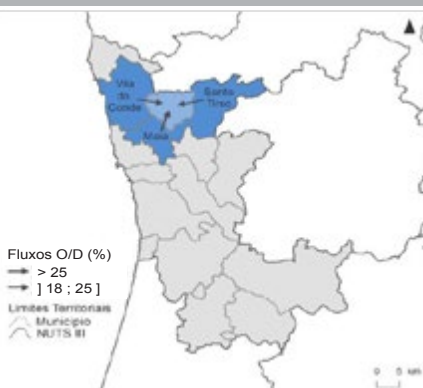 Vila
do
Conde
Santo
Tirso
Maia
Fluxos O/D (%)
> 25
] 18 ; 25 ]
Limites Territoriais
Município
NUTS III
0 5 km